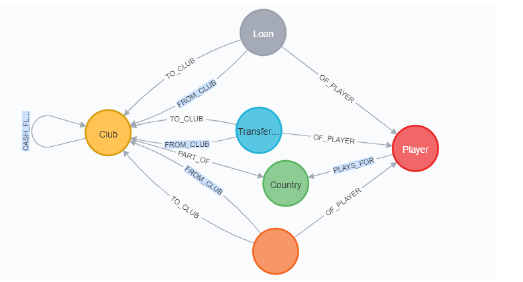 Loan
TO_CLUB
FROM_CLUB
OF_PLAYER
CASH_FL...
Club
TO_CLUB
Transfer...
OF_PLAYER
FROM_CLUB
Player
PART_OF
PLAYS_FOR
FROM_CLUB
Country
TO_CLUB
OF_PLAYER